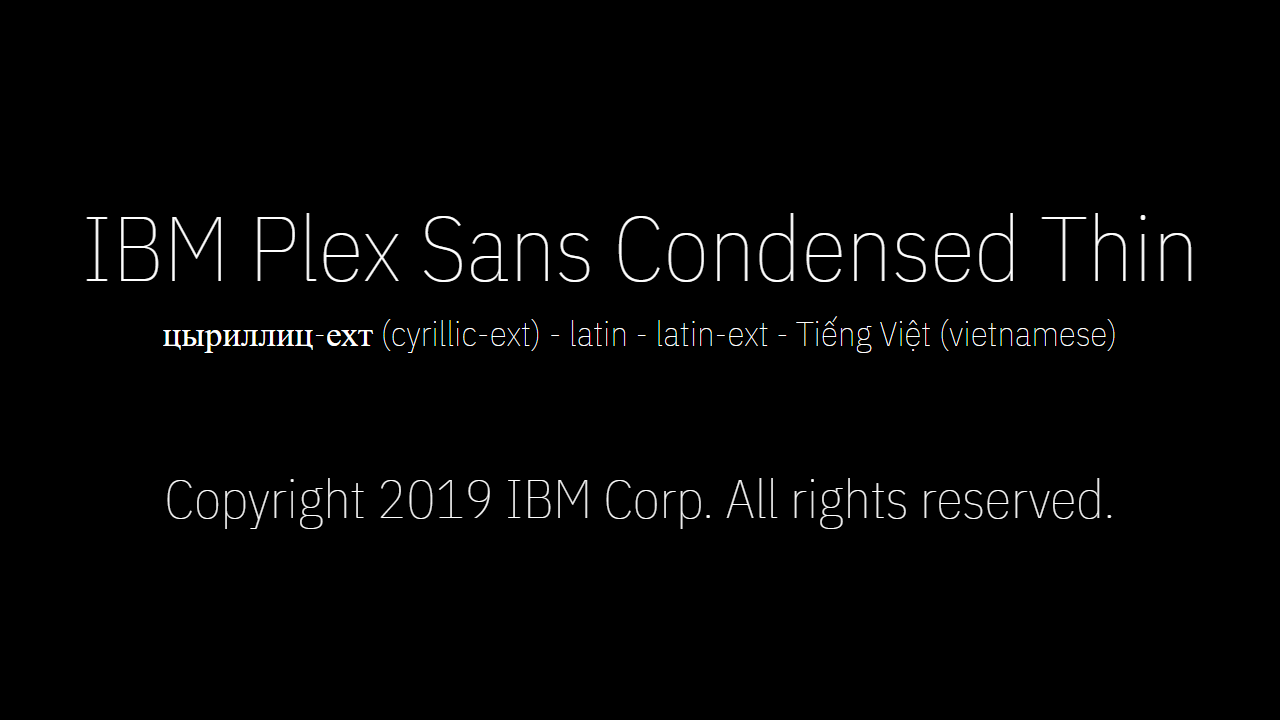 IBM Plex Sans Condensed Thin
цыриллиц-ехт (cyrillic-ext) - latin - latin-ext - Tiếng Việt (vietnamese)
Copyright 2019 IBM Corp. All rights reserved.